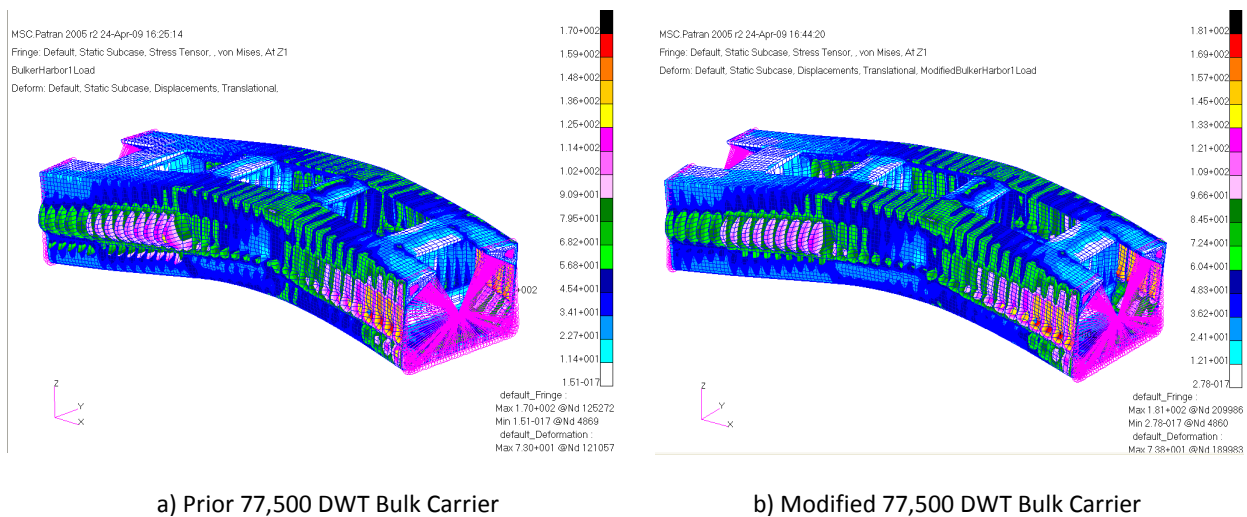 MSC.Patran 2005 r2 24-Apr-09 16:25:14
Fringe: Default, Static Subcase, Stress Tensor, , von Mises, At Z1
BulkerHarbor1Load
Deform: Default, Static Subcase, Displacements, Translational,
1.70+002
1.59+002
1.48+002
1.36+002
1.25+002
1.14+002
1.02+002
9.09+001
7.95+001
6.82+001
5.68+001
4.54+001
3.41+001
2.27+001
1.14+001
1.51-017
+002
Z
Y
X
default_Fringe :
Max 1.70+002 @Nd 125272
Min 1.51-017 @Nd 4869
default_Deformation :
Max 7.30+001 @Nd 121057
a) Prior 77,500 DWT Bulk Carrier
MSC.Patran 2005 r2 24-Apr-09 16:44:20
Fringe: Default, Static Subcase, Stress Tensor, , von Mises, At Z1
Deform: Default, Static Subcase, Displacements, Translational, ModifiedBulkerHarbor1Load
1.81+002
1.69+002
1.57+002
1.45+002
1.33+002
1.21+002
1.09+002
9.66+001
8.45+001
7.24+001
6.04+001
4.83+001
3.62+001
2.41+001
1.21+001
2.78-017
Z
Y
X
default_Fringe :
Max 1.81+002 @Nd 209986
Min 2.78-017 @Nd 4860
default_Deformation :
Max 7.38+001 @Nd 189983
b) Modified 77,500 DWT Bulk Carrier